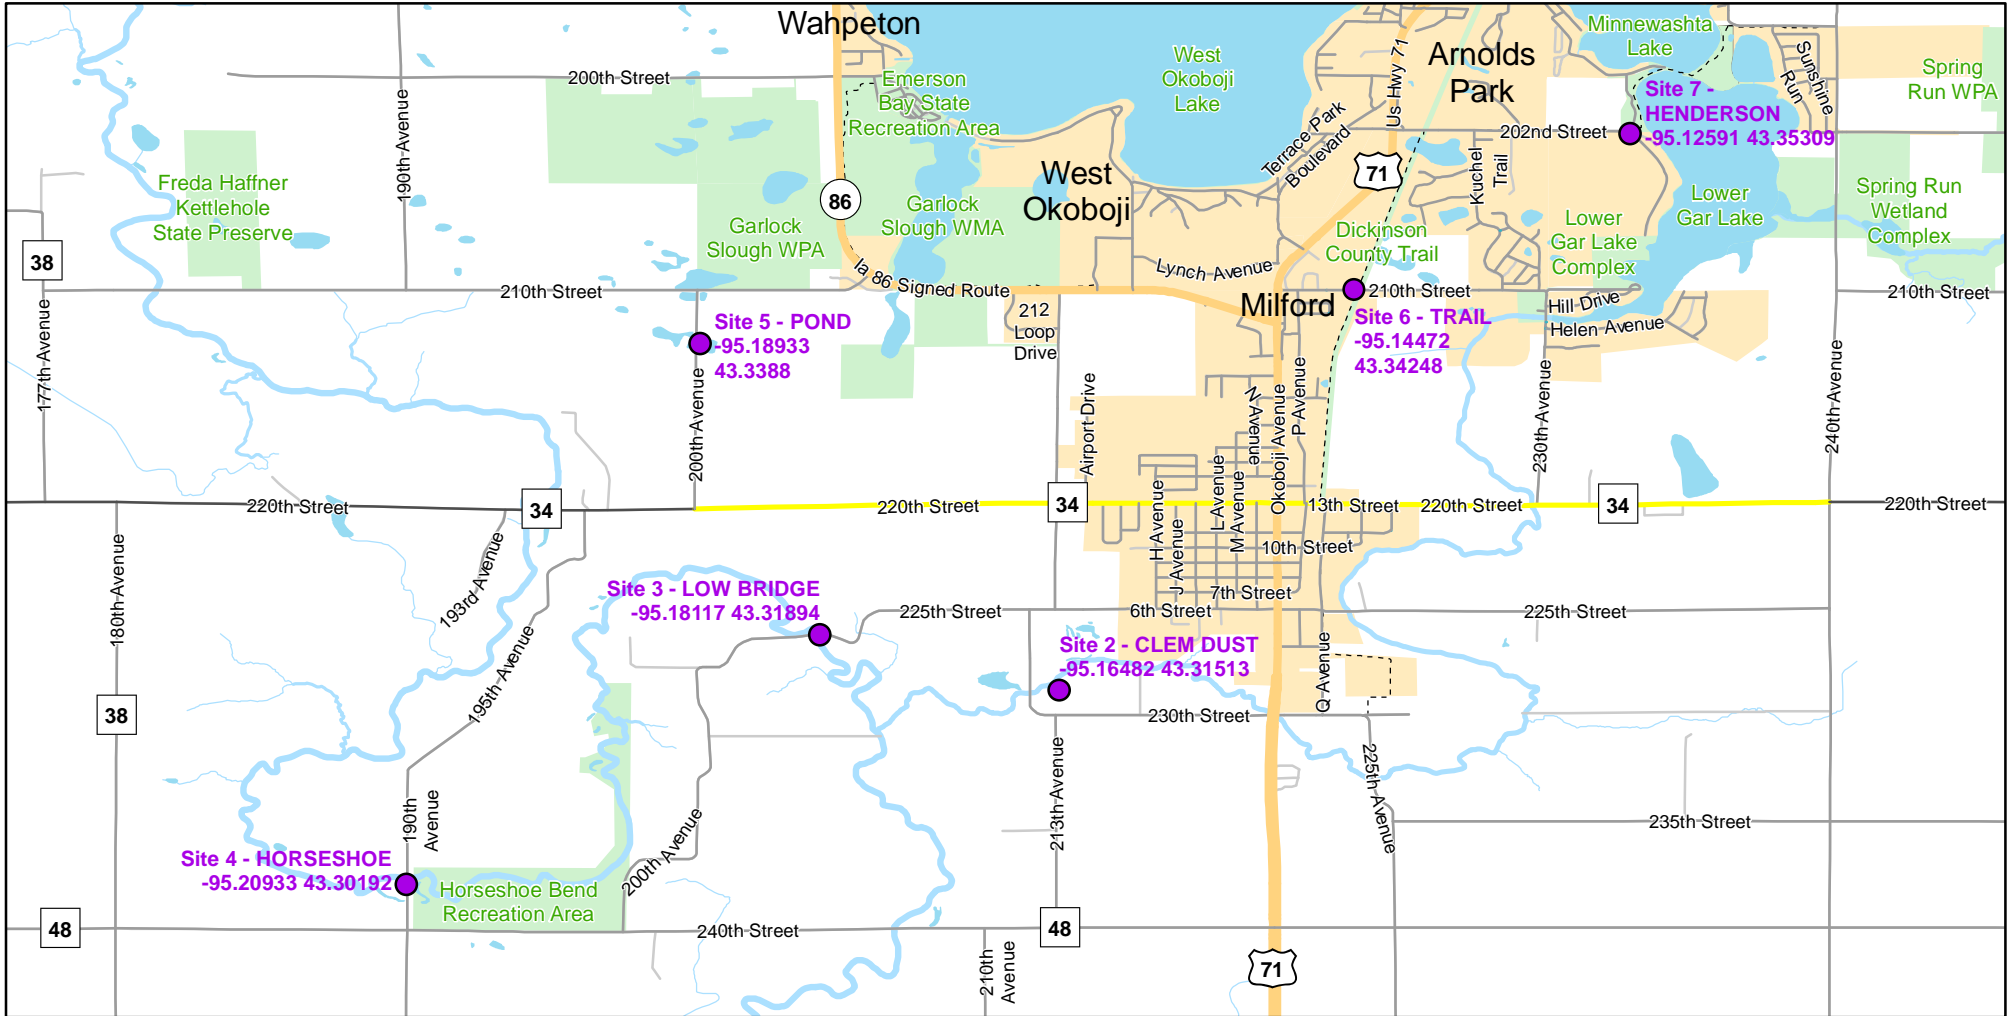 Wahpeton
Minnewashta
Lake
Arnolds
Park
West
Okoboji
Lake
Us Hwy 71
Sunshine
Run
Spring
Run WPA
200th Street
Emerson
Bay State
Recreation Area
190th Avenue
Site 7 -
HENDERSON
-95.12591 43.35309
202nd Street
Terrace Park
Boulevard
Kuchel
Trail
71
West
Okoboji
Freda Haffner
Kettlehole
State Preserve
86
Garlock
Slough WPA
Garlock
Slough WMA
Lower
Gar Lake
Spring Run
Wetland
Complex
Lower
Gar Lake
Complex
Dickinson
County Trail
38
Ia 86 Signed Route
Lynch Avenue
210th Street
210th Street
210th Street
Milford
Hill Drive
Helen Avenue
212
Loop
Drive
Site 5 - POND
-95.18933
43.3388
Site 6 - TRAIL
-95.14472
43.34248
177th Avenue
200th Avenue
Airport Drive
N Avenue
Okoboji Avenue
P Avenue
230th Avenue
240th Avenue
220th Street
34
220th Street
34
13th Street
220th Street
34
220th Street
H Avenue
J Avenue
L Avenue
M Avenue
10th Street
7th Street
6th Street
180th Avenue
193rd Avenue
195th Avenue
Site 3 - LOW BRIDGE
-95.18117 43.31894
225th Street
225th Street
Site 2 - CLEM DUST
-95.16482 43.31513
Q Avenue
38
230th Street
213th Avenue
225th Avenue
190th
Avenue
235th Street
200th Avenue
Site 4 - HORSESHOE
-95.20933 43.30192
Horseshoe Bend
Recreation Area
48
240th Street
48
210th
Avenue
71